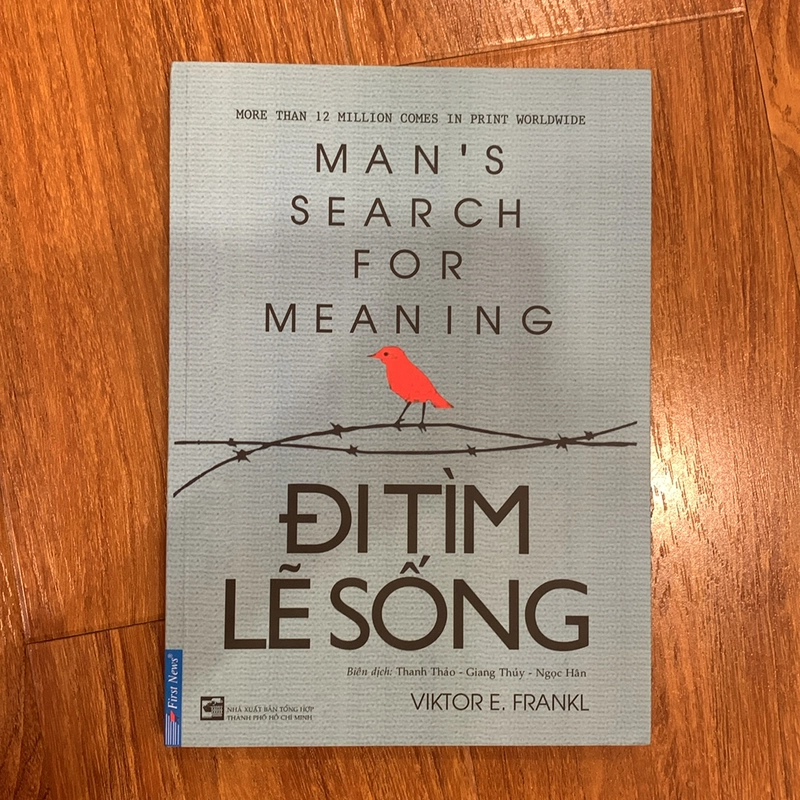 MORE THAN 12 MILLION COMES IN PRINT WORLDWIDE
MAN'S
SEARCH
FOR
MEANING
ĐI TÌM
LẼ SỐNG
Biên dịch: Thanh Thảo - Giang Thủy - Ngọc Hân
VIKTOR E. FRANKL
First News®
NHÀ XUẤT BẢN TỔNG HỢP
THÀNH PHỐ HỒ CHÍ MINH